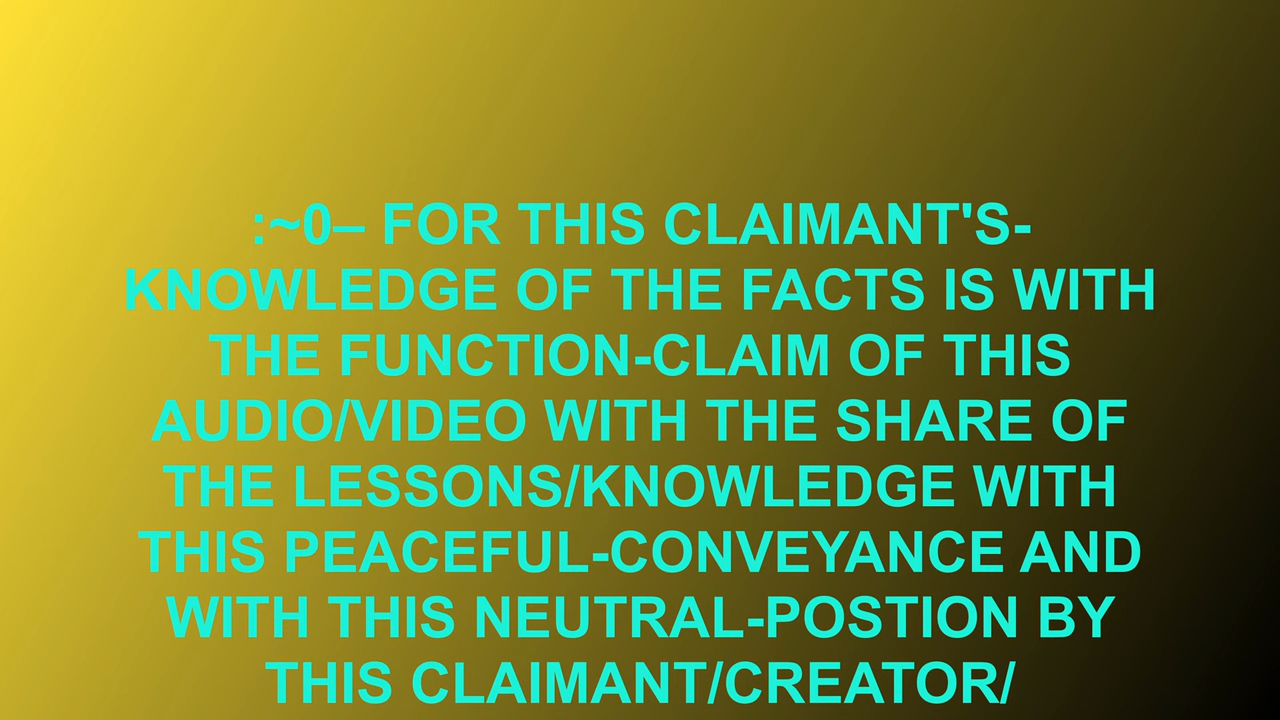 :~0– FOR THIS CLAIMANT'S-
KNOWLEDGE OF THE FACTS IS WITH
THE FUNCTION-CLAIM OF THIS
AUDIO/VIDEO WITH THE SHARE OF
THE LESSONS/KNOWLEDGE WITH
THIS PEACEFUL-CONVEYANCE AND
WITH THIS NEUTRAL-POSTION BY
THIS CLAIMANT/CREATOR/